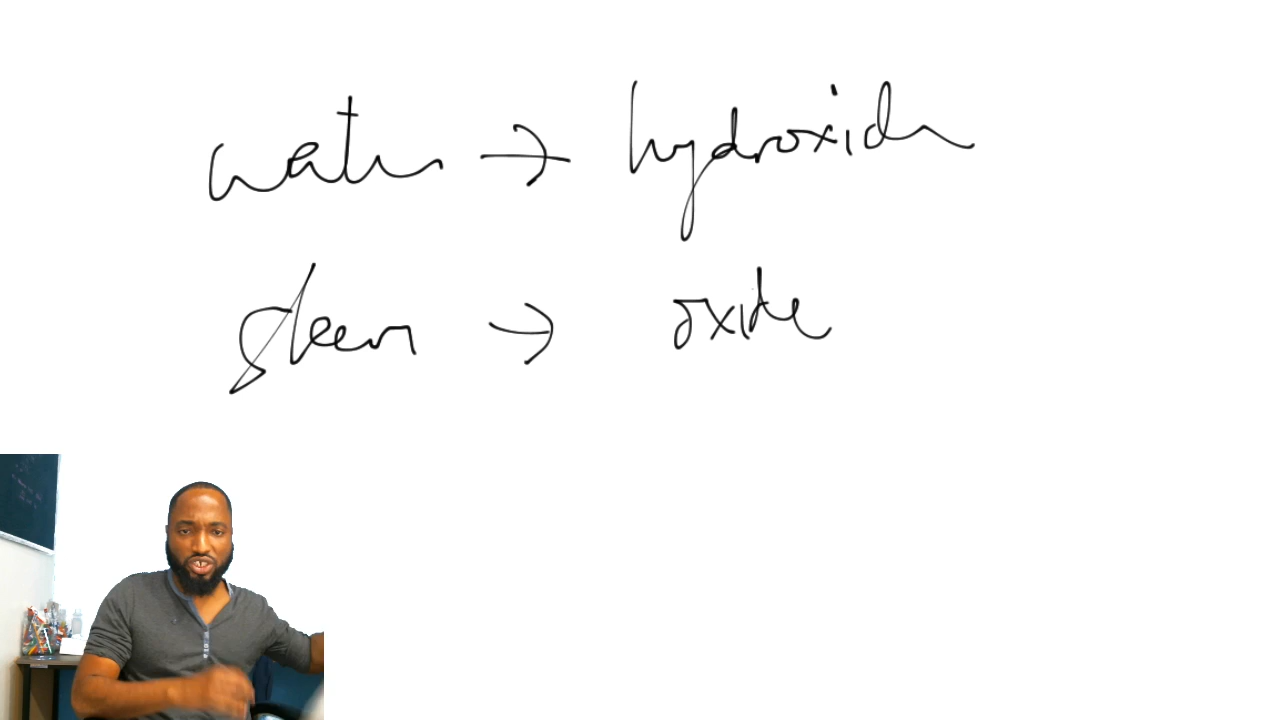 water → hydroxide
steam → oxide